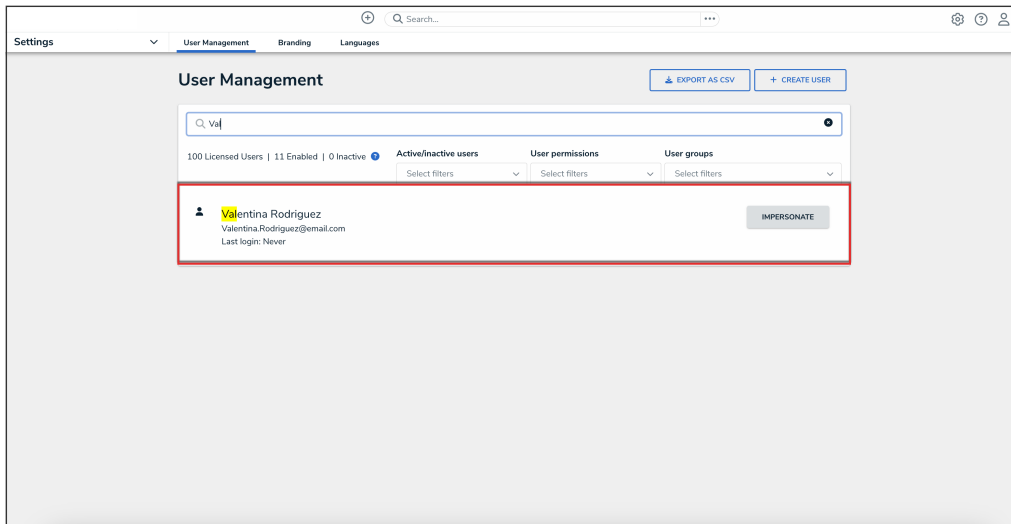 Search...
Settings
User Management Branding Languages
User Management
EXPORT AS CSV
+ CREATE USER
Val
100 Licensed Users | 11 Enabled | 0 Inactive ?
Active/inactive users User permissions User groups
Select filters Select filters Select filters
Valentina Rodriguez
IMPERSONATE
Valentina.Rodriguez@email.com
Last login: Never